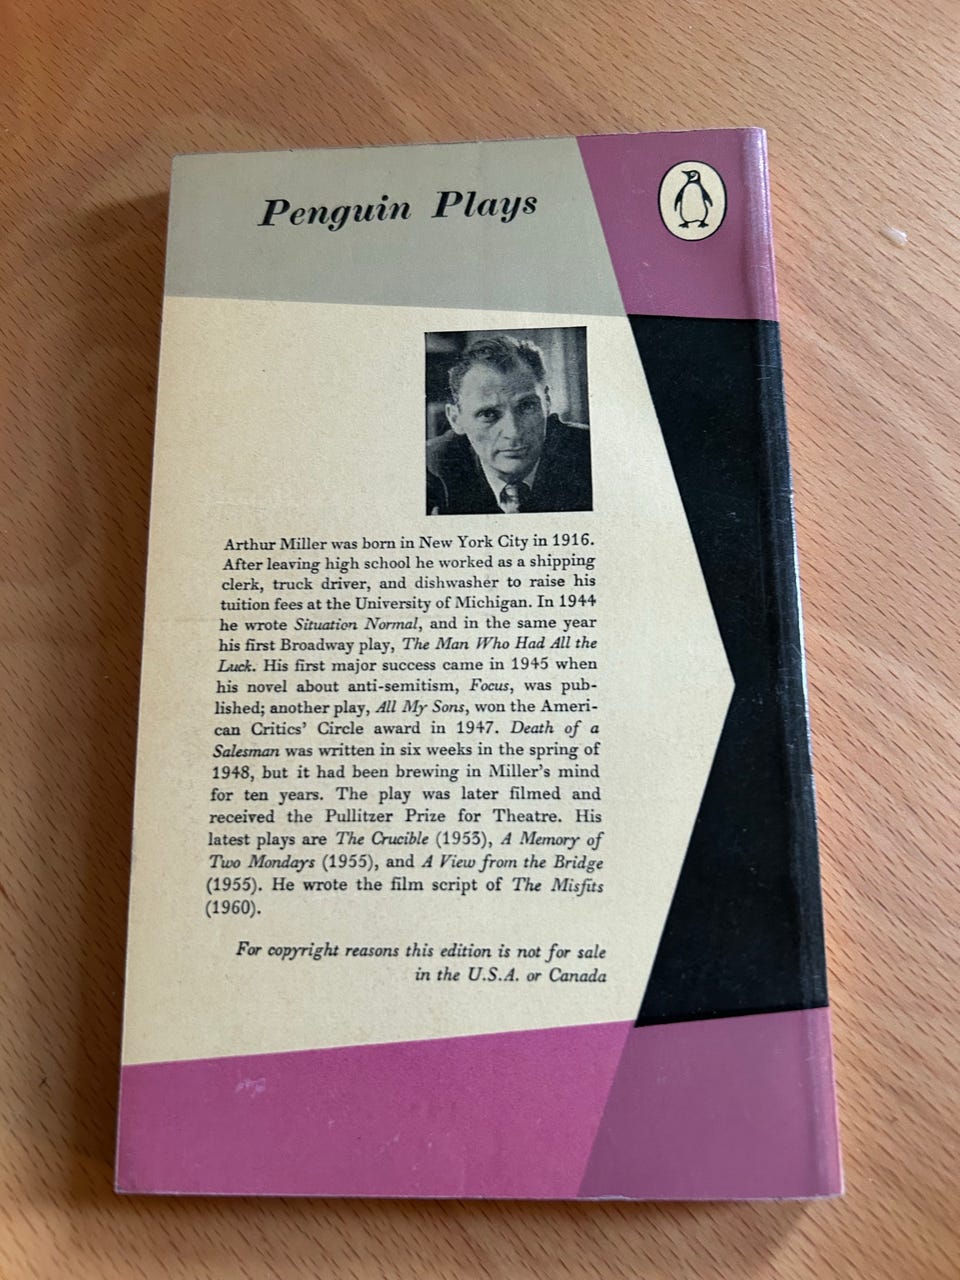 Penguin Plays
Arthur Miller was born in New York City in 1916.
After leaving high school he worked as a shipping
clerk, truck driver, and dishwasher to raise his
tuition fees at the University of Michigan. In 1944
he wrote Situation Normal, and in the same year
his first Broadway play, The Man Who Had All the
Luck. His first major success came in 1945 when
his novel about anti-semitism, Focus, was pub-
lished; another play, All My Sons, won the Ameri-
can Critics' Circle award in 1947. Death of a
Salesman was written in six weeks in the spring of
1948, but it had been brewing in Miller's mind
for ten years. The play was later filmed and
received the Pullitzer Prize for Theatre. His
latest plays are The Crucible (1953), A Memory of
Two Mondays (1955), and A View from the Bridge
(1955). He wrote the film script of The Misfits
(1960).
For copyright reasons this edition is not for sale
in the U.S.A. or Canada